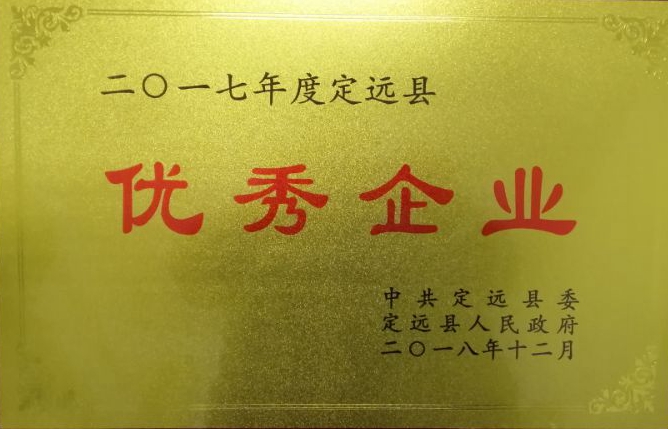 二〇一七年度定远县
优秀企业
中共定远县委
定远县人民政府
二〇一八年十二月